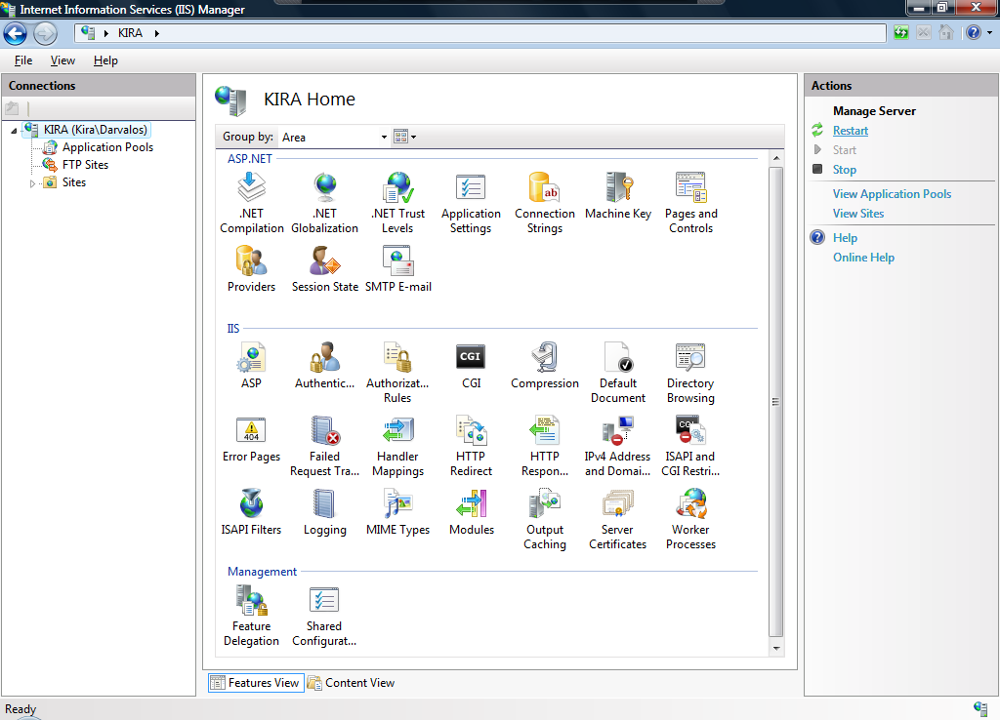 Internet Information Services (IIS) Manager
KIRA
File View Help
Connections
KIRA (Kira\Darvalos)
Application Pools
FTP Sites
Sites
KIRA Home
Group by: Area
ASP.NET
.NET Compilation
.NET Globalization
.NET Trust Levels
Application Settings
Connection Strings
Machine Key
Pages and Controls
Providers
Session State
SMTP E-mail
IIS
ASP
Authentic...
Authorizat... Rules
CGI
CGI
Compression
Default Document
Directory Browsing
404
Error Pages
Failed Request Tra...
Handler Mappings
HTTP Redirect
HTTP Respon...
IPv4 Address and Domai...
ISAPI and CGI Restri...
ISAPI Filters
Logging
MIME Types
Modules
Output Caching
Server Certificates
Worker Processes
Management
Feature Delegation
Shared Configurat...
Features View
Content View
Actions
Manage Server
Restart
Start
Stop
View Application Pools
View Sites
Help
Online Help
Ready